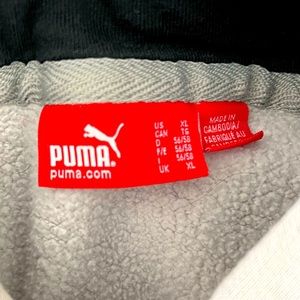 PUMA
puma.com
US XL
CAN TG
D 56/58
F/E 56/58
I 56/58
UK XL
MADE IN
CAMBODIA/
FABRIQUÉ AU